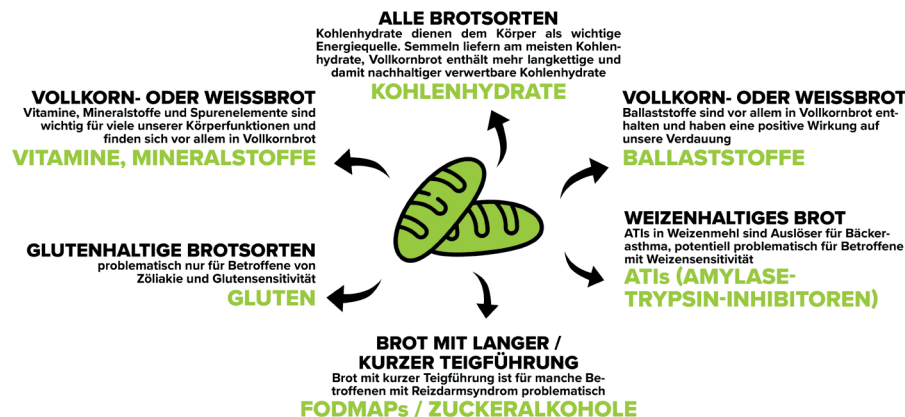 ALLE BROTSORTEN
Kohlenhydrate dienen dem Körper als wichtige
Energiequelle. Semmeln liefern am meisten Kohlen-
hydrate, Vollkornbrot enthält mehr langkettige und
damit nachhaltiger verwertbare Kohlenhydrate
KOHLENHYDRATE
VOLLKORN- ODER WEISSBROT
Vitamine, Mineralstoffe und Spurenelemente sind
wichtig für viele unserer Körperfunktionen und
finden sich vor allem in Vollkornbrot
VITAMINE, MINERALSTOFFE
VOLLKORN- ODER WEISSBROT
Ballaststoffe sind vor allem in Vollkornbrot ent-
halten und haben eine positive Wirkung auf
unsere Verdauung
BALLASTSTOFFE
GLUTENHALTIGE BROTSORTEN
problematisch nur für Betroffene von
Zöliakie und Glutensensitivität
GLUTEN
WEIZENHALTIGES BROT
ATIs in Weizenmehl sind Auslöser für Bäcker-
asthma, potentiell problematisch für Betroffene
mit Weizensensitivität
ATIs (AMYLASE-
TRYPSIN-INHIBITOREN)
BROT MIT LANGER /
KURZER TEIGFÜHRUNG
Brot mit kurzer Teigführung ist für manche Be-
troffenen mit Reizdarmsyndrom problematisch
FODMAPs / ZUCKERALKOHOLE